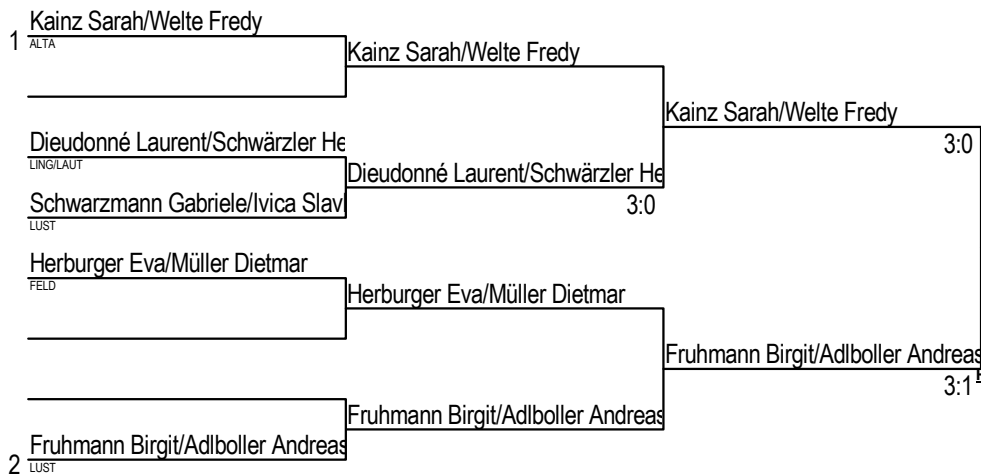 Kainz Sarah/Welte Fredy
1 ALTA
Kainz Sarah/Welte Fredy
Kainz Sarah/Welte Fredy
3:0
Dieudonné Laurent/Schwärzler He
LING/LAUT
Dieudonné Laurent/Schwärzler He
3:0
Schwarzmann Gabriele/Ivica Slav
LUST
Herburger Eva/Müller Dietmar
FELD
Herburger Eva/Müller Dietmar
Fruhmann Birgit/Adlboller Andreas
3:1
Fruhmann Birgit/Adlboller Andreas
Fruhmann Birgit/Adlboller Andreas
2 LUST